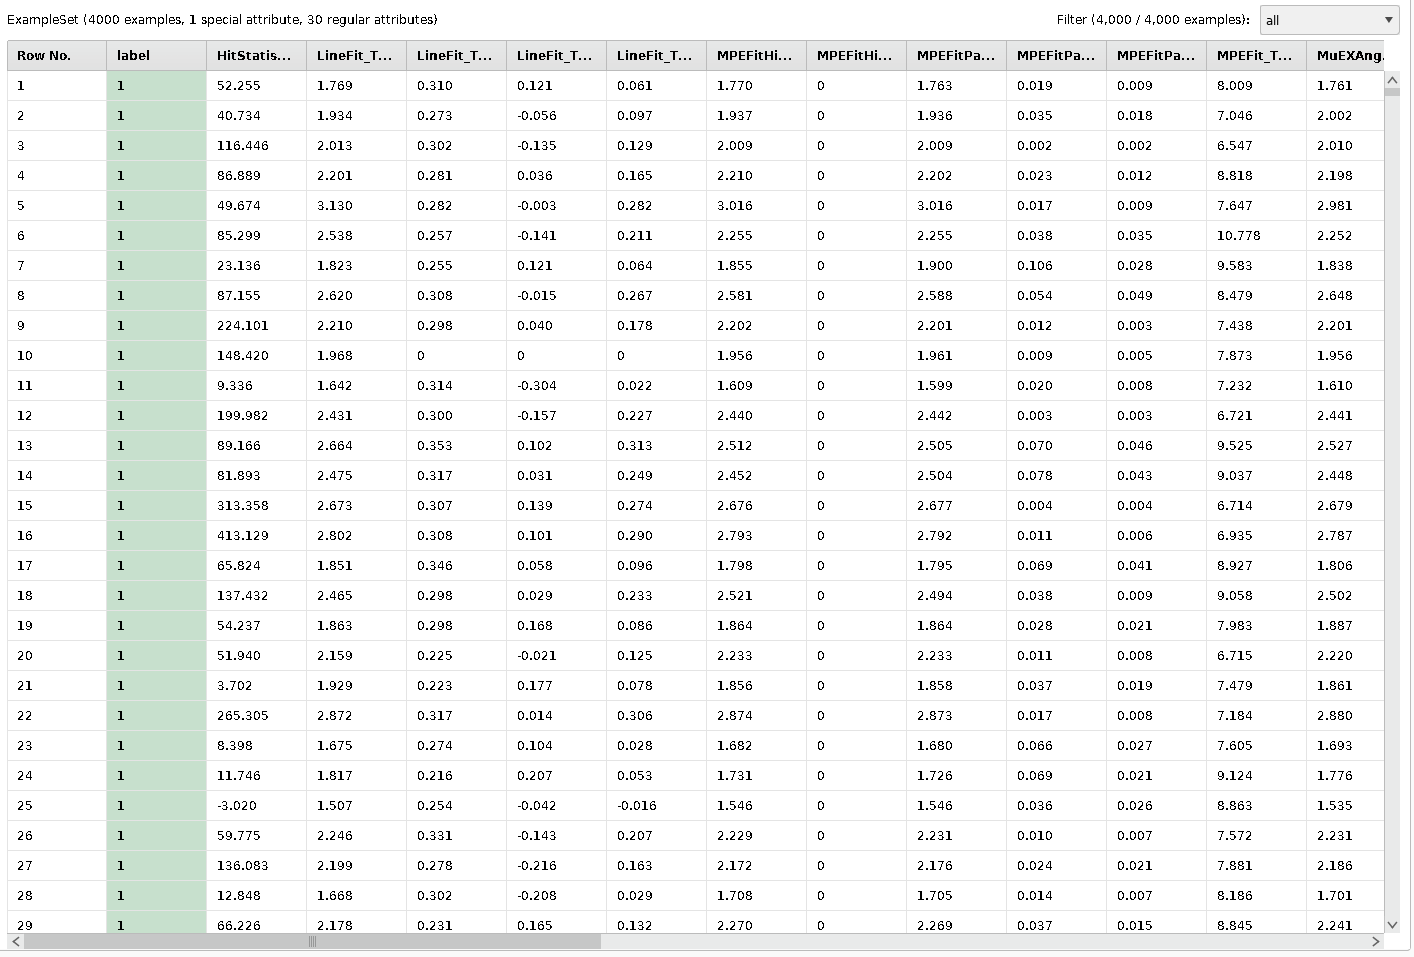 ExampleSet (4000 examples, 1 special attribute, 30 regular attributes) Filter (4,000 / 4,000 examples): all
Row No. label HitStatis... LineFit_T... LineFit_T... LineFit_T... LineFit_T... MPEFitHi... MPEFitHi... MPEFitPa... MPEFitPa... MPEFitPa... MPEFit_T... MuEXAng.
1 1 52.255 1.769 0.310 0.121 0.061 1.770 0 1.763 0.019 0.009 8.009 1.761
2 1 40.734 1.934 0.273 -0.056 0.097 1.937 0 1.936 0.035 0.018 7.046 2.002
3 1 116.446 2.013 0.302 -0.135 0.129 2.009 0 2.009 0.002 0.002 6.547 2.010
4 1 86.889 2.201 0.281 0.036 0.165 2.210 0 2.202 0.023 0.012 8.818 2.198
5 1 49.674 3.130 0.282 -0.003 0.282 3.016 0 3.016 0.017 0.009 7.647 2.981
6 1 85.299 2.538 0.257 -0.141 0.211 2.255 0 2.255 0.038 0.035 10.778 2.252
7 1 23.136 1.823 0.255 0.121 0.064 1.855 0 1.900 0.106 0.028 9.583 1.838
8 1 87.155 2.620 0.308 -0.015 0.267 2.581 0 2.588 0.054 0.049 8.479 2.648
9 1 224.101 2.210 0.298 0.040 0.178 2.202 0 2.201 0.012 0.003 7.438 2.201
10 1 148.420 1.968 0 0 0 1.956 0 1.961 0.009 0.005 7.873 1.956
11 1 9.336 1.642 0.314 -0.304 0.022 1.609 0 1.599 0.020 0.008 7.232 1.610
12 1 199.982 2.431 0.300 -0.157 0.227 2.440 0 2.442 0.003 0.003 6.721 2.441
13 1 89.166 2.664 0.353 0.102 0.313 2.512 0 2.505 0.070 0.046 9.525 2.527
14 1 81.893 2.475 0.317 0.031 0.249 2.452 0 2.504 0.078 0.043 9.037 2.448
15 1 313.358 2.673 0.307 0.139 0.274 2.676 0 2.677 0.004 0.004 6.714 2.679
16 1 413.129 2.802 0.308 0.101 0.290 2.793 0 2.792 0.011 0.006 6.935 2.787
17 1 65.824 1.851 0.346 0.058 0.096 1.798 0 1.795 0.069 0.041 8.927 1.806
18 1 137.432 2.465 0.298 0.029 0.233 2.521 0 2.494 0.038 0.009 9.058 2.502
19 1 54.237 1.863 0.298 0.168 0.086 1.864 0 1.864 0.028 0.021 7.983 1.887
20 1 51.940 2.159 0.225 -0.021 0.125 2.233 0 2.233 0.011 0.008 6.715 2.220
21 1 3.702 1.929 0.223 0.177 0.078 1.856 0 1.858 0.037 0.019 7.479 1.861
22 1 265.305 2.872 0.317 0.014 0.306 2.874 0 2.873 0.017 0.008 7.184 2.880
23 1 8.398 1.675 0.274 0.104 0.028 1.682 0 1.680 0.066 0.027 7.605 1.693
24 1 11.746 1.817 0.216 0.207 0.053 1.731 0 1.726 0.069 0.021 9.124 1.776
25 1 -3.020 1.507 0.254 -0.042 -0.016 1.546 0 1.546 0.036 0.026 8.863 1.535
26 1 59.775 2.246 0.331 -0.143 0.207 2.229 0 2.231 0.010 0.007 7.572 2.231
27 1 136.083 2.199 0.278 -0.216 0.163 2.172 0 2.176 0.024 0.021 7.881 2.186
28 1 12.848 1.668 0.302 -0.208 0.029 1.708 0 1.705 0.014 0.007 8.186 1.701
29 1 66.226 2.178 0.231 0.165 0.132 2.270 0 2.269 0.037 0.015 8.845 2.241